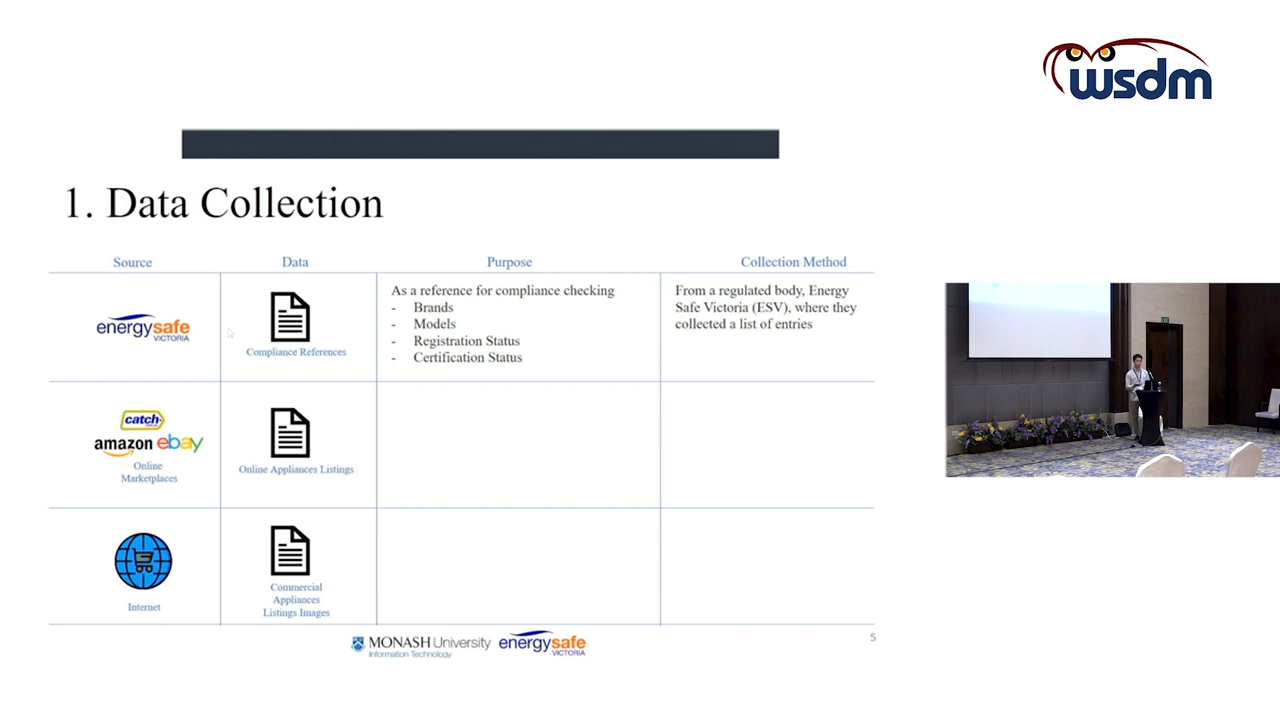 wsdm
1. Data Collection
Source
Data
Purpose
Collection Method
energysafe
VICTORIA
Compliance References
As a reference for compliance checking
- Brands
- Models
- Registration Status
- Certification Status
From a regulated body, Energy
Safe Victoria (ESV), where they
collected a list of entries
catch
amazon ebay
Online
Marketplaces
Online Appliances Listings
Internet
Commercial
Appliances
Listings Images
MONASH University
Information Technology
energysafe
VICTORIA
5